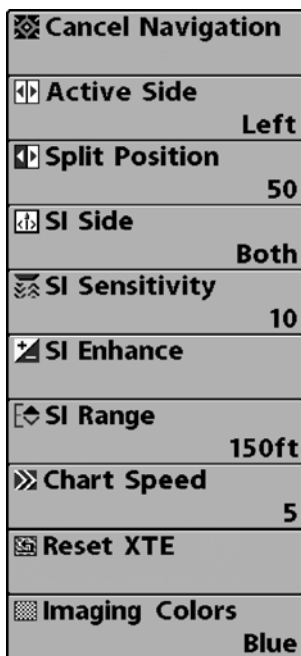 Cancel Navigation
Active Side
Left
Split Position
50
SI Side
Both
SI Sensitivity
10
SI Enhance
SI Range
150ft
Chart Speed
5
Reset XTE
Imaging Colors
Blue